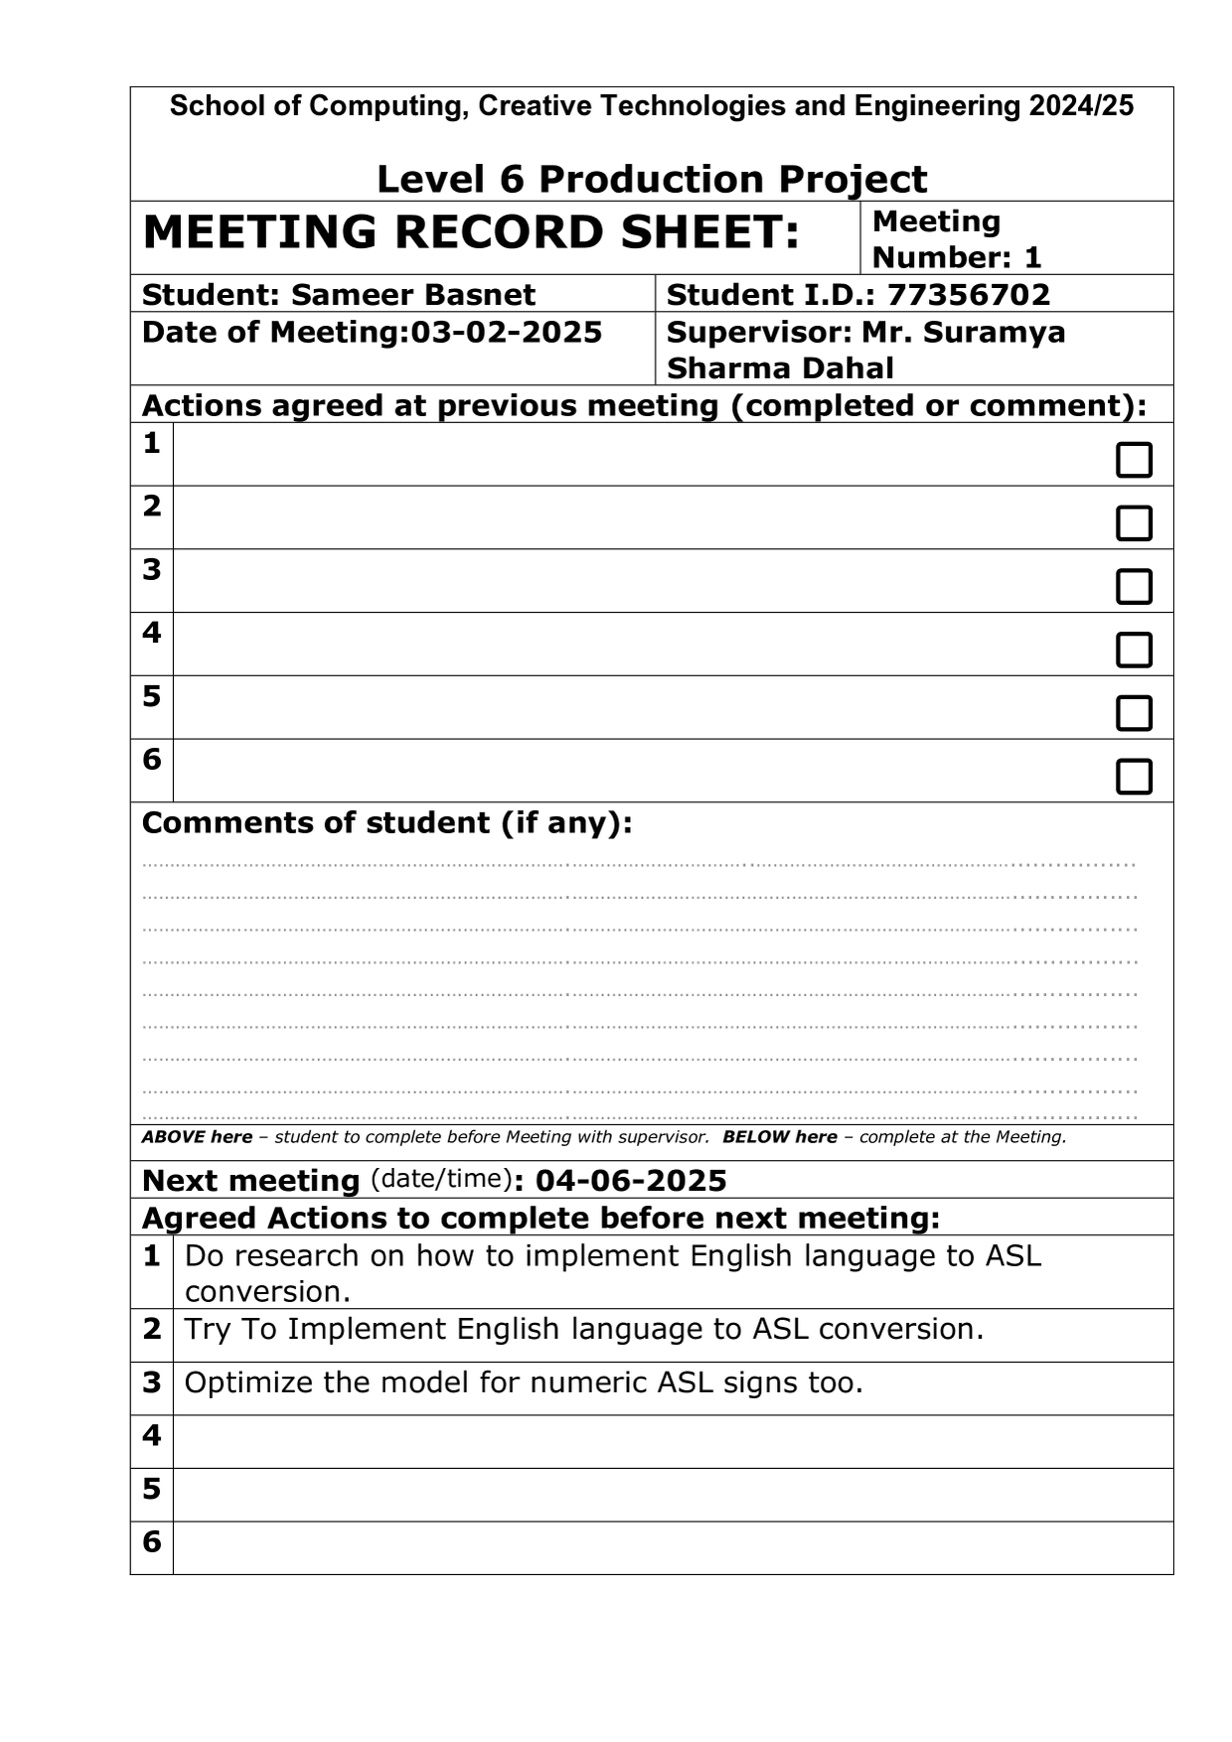 School of Computing, Creative Technologies and Engineering 2024/25
Level 6 Production Project
MEETING RECORD SHEET:
Meeting
Number: 1
Student: Sameer Basnet
Student I.D.: 77356702
Date of Meeting:03-02-2025
Supervisor: Mr. Suramya
Sharma Dahal
Actions agreed at previous meeting (completed or comment):
1
2
3
4
5
6
Comments of student (if any):
ABOVE here – student to complete before Meeting with supervisor. BELOW here – complete at the Meeting.
Next meeting (date/time): 04-06-2025
Agreed Actions to complete before next meeting:
1 Do research on how to implement English language to ASL
conversion.
2 Try To Implement English language to ASL conversion.
3 Optimize the model for numeric ASL signs too.
4
5
6